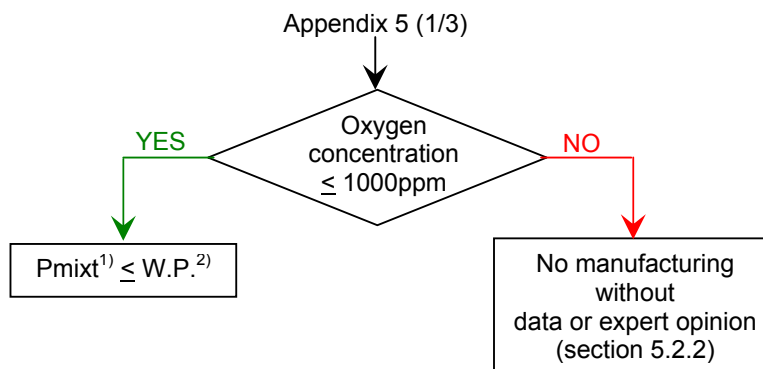 Appendix 5 (1/3)
Oxygen
concentration
≤ 1000ppm
YES
NO
Pmixt¹⁾ ≤ W.P.²⁾
No manufacturing
without
data or expert opinion
(section 5.2.2)